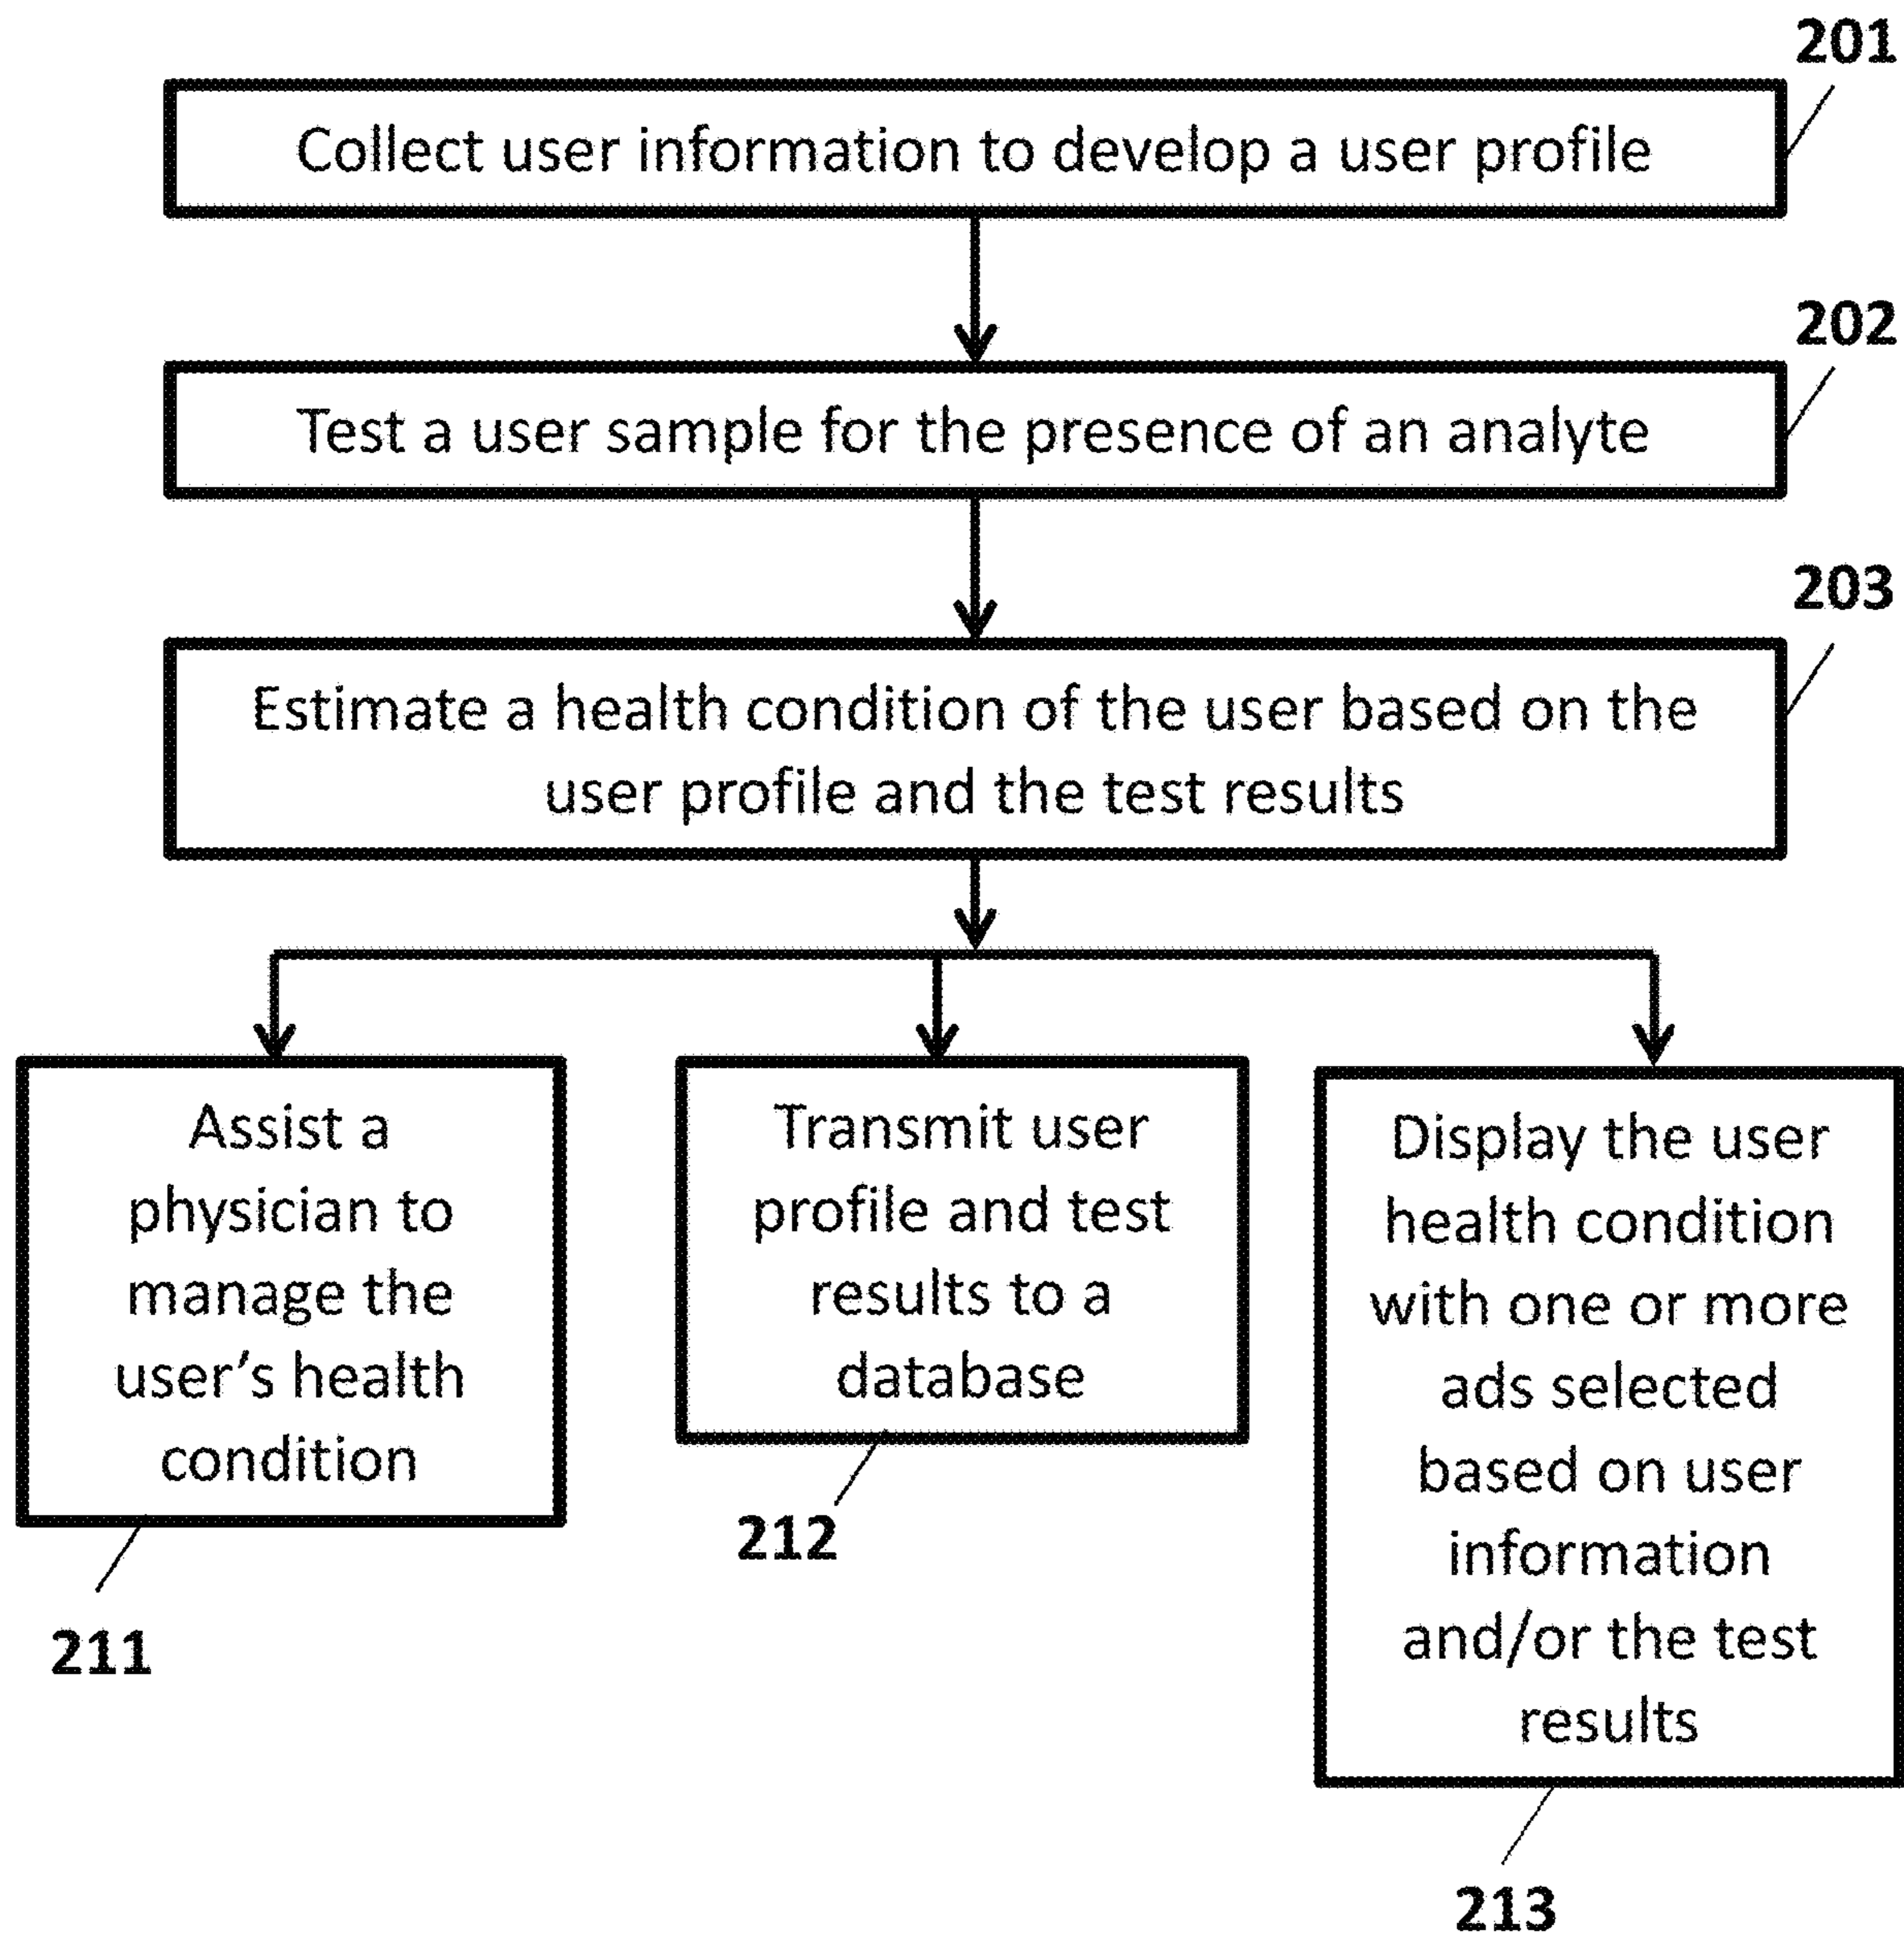 201
Collect user information to develop a user profile
202
Test a user sample for the presence of an analyte
203
Estimate a health condition of the user based on the
user profile and the test results
Assist a
physician to
manage the
user's health
condition
211
Transmit user
profile and test
results to a
database
212
Display the user
health condition
with one or more
ads selected
based on user
information
and/or the test
results
213